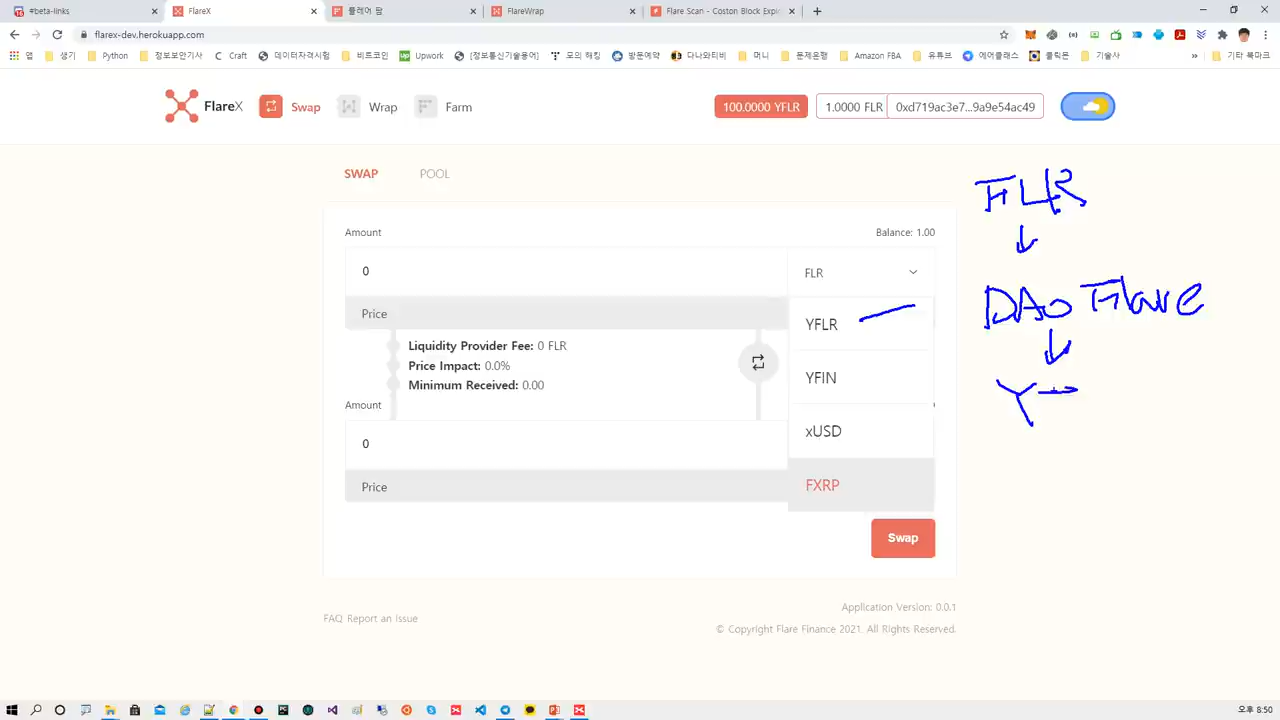 #beta-links
FlareX
플레어 팜
FlareWrap
Flare Scan - Coston Block Explo
flarex-dev.herokuapp.com
앱
생기
Python
정보보안기사
Craft
데이터자격시험
비트코인
Upwork
[정보통신기술용어]
모의 해킹
방문예약
다나와티비
머니
문제은행
Amazon FBA
유튜브
에어클래스
클릭몬
기술사
»
기타 북마크
FlareX
Swap
Wrap
Farm
100.0000 YFLR
1.0000 FLR
0xd719ac3e7...9a9e54ac49
SWAP
POOL
Amount
Balance: 1.00
0
FLR
Price
YFLR
Liquidity Provider Fee: 0 FLR
Price Impact: 0.0%
Minimum Received: 0.00
YFIN
Amount
xUSD
0
Price
FXRP
Swap
FAQ Report an Issue
Application Version: 0.0.1
© Copyright Flare Finance 2021. All Rights Reserved.
FLR
DAO Flare
Y
오후 8:50